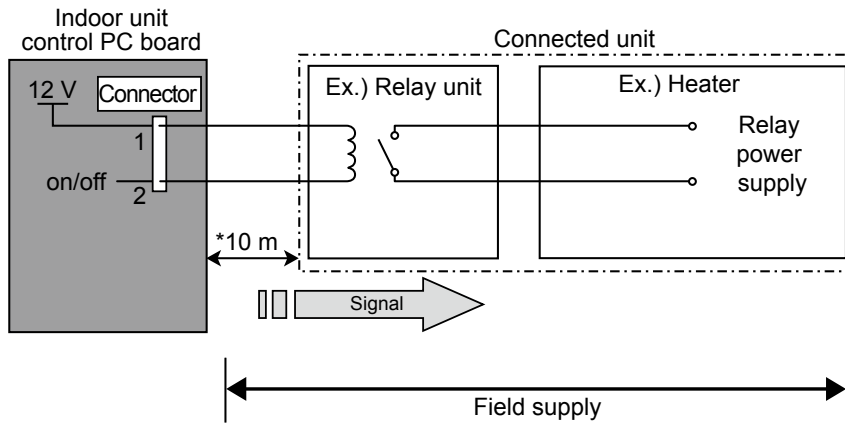 Indoor unit
control PC board
Connected unit
12 V
Connector
Ex.) Relay unit
Ex.) Heater
1
on/off
2
Relay
power
supply
*10 m
Signal
Field supply